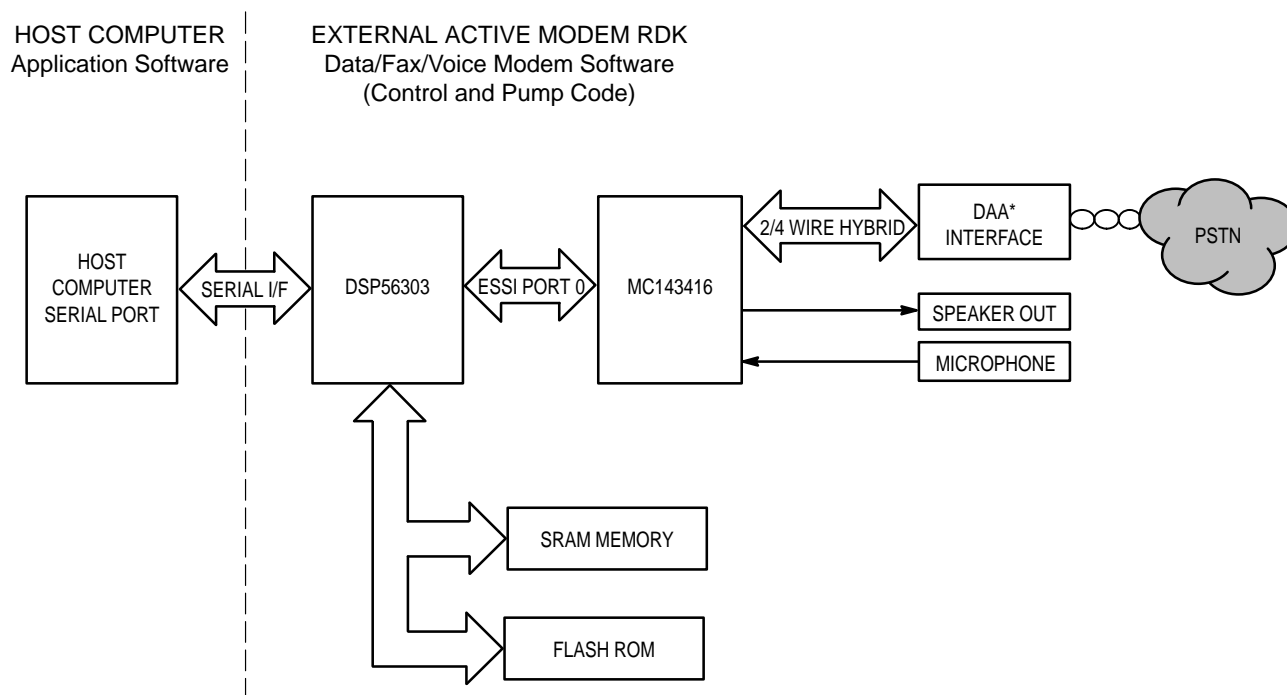 HOST COMPUTER
Application Software
EXTERNAL ACTIVE MODEM RDK
Data/Fax/Voice Modem Software
(Control and Pump Code)
HOST
COMPUTER
SERIAL PORT
SERIAL I/F
DSP56303
ESSI PORT 0
MC143416
2/4 WIRE HYBRID
DAA*
INTERFACE
PSTN
SPEAKER OUT
MICROPHONE
SRAM MEMORY
FLASH ROM